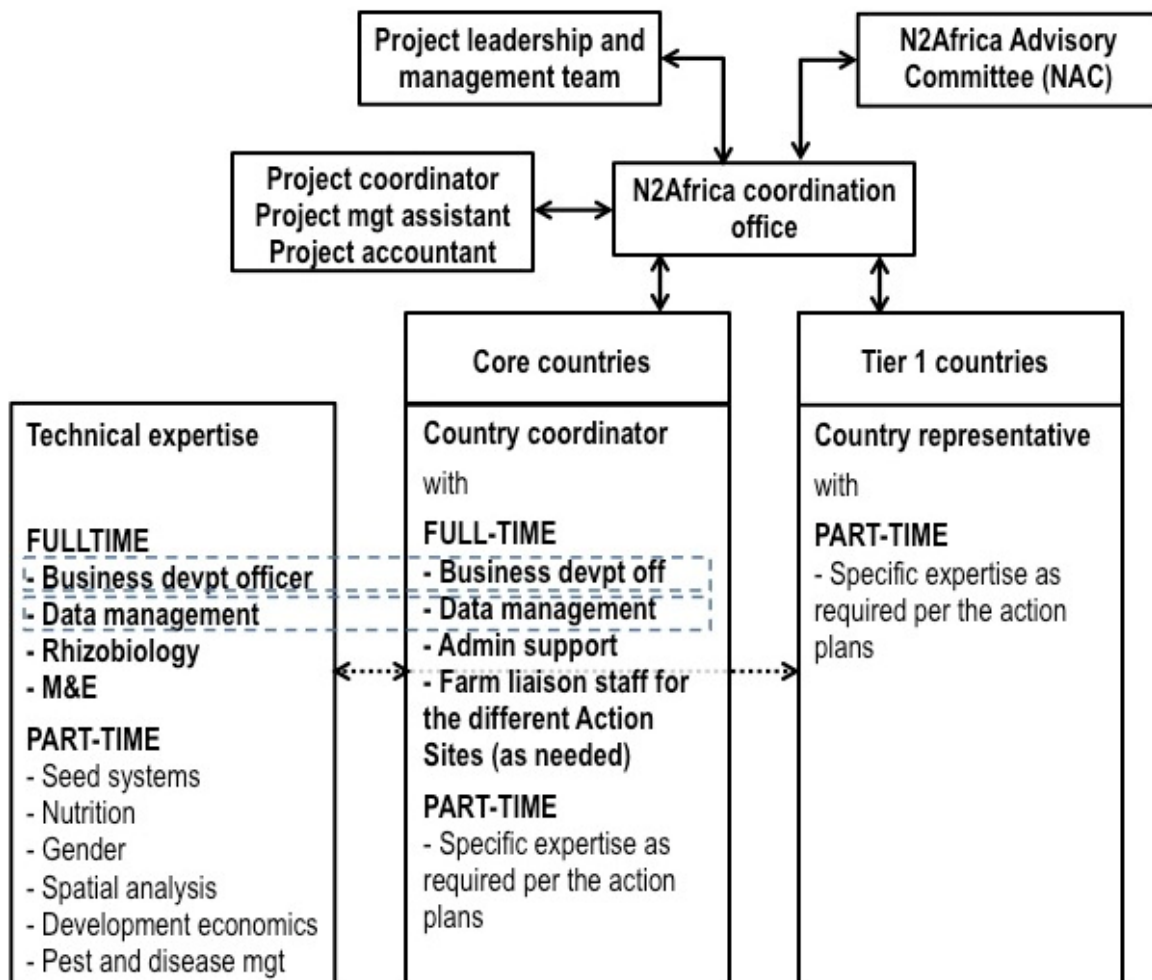 Project leadership and
management team
N2Africa Advisory
Committee (NAC)
Project coordinator
Project mgt assistant
Project accountant
N2Africa coordination
office
Core countries
Tier 1 countries
Technical expertise
FULLTIME
- Business devpt officer
- Data management
- Rhizobiology
- M&E
PART-TIME
- Seed systems
- Nutrition
- Gender
- Spatial analysis
- Development economics
- Pest and disease mgt
Country coordinator
with
FULL-TIME
- Business devpt off
- Data management
- Admin support
- Farm liaison staff for
the different Action
Sites (as needed)
PART-TIME
- Specific expertise as
required per the action
plans
Country representative
with
PART-TIME
- Specific expertise as
required per the action
plans